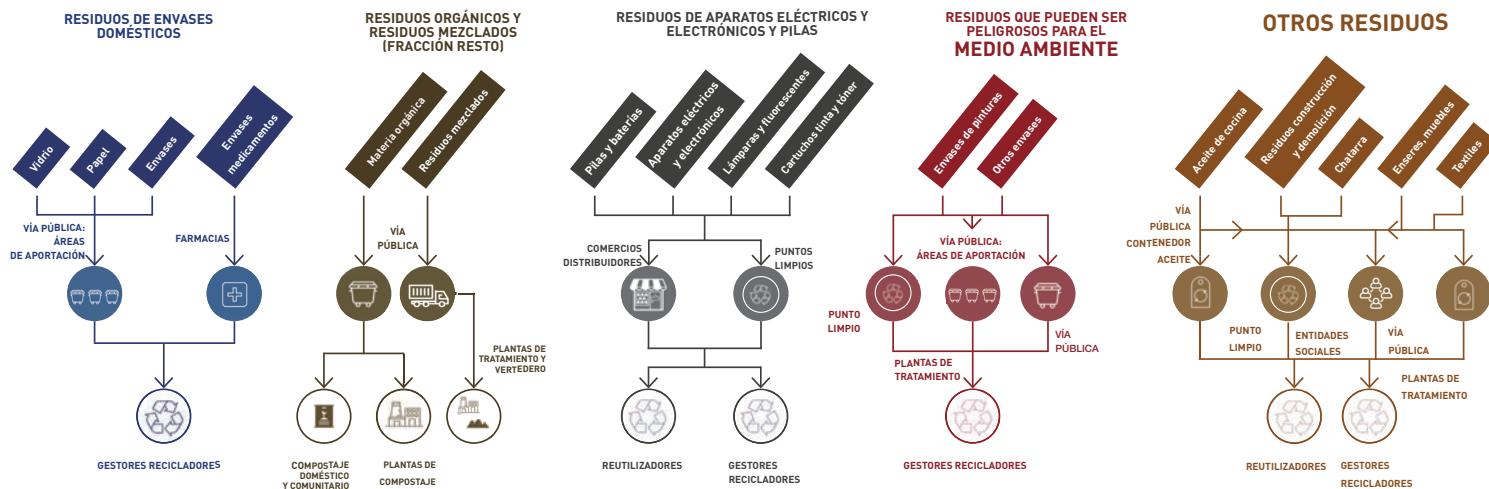 RESIDUOS DE ENVASES
DOMÉSTICOS
Vidrio
Papel
Envases
Envases
medicamentos
VÍA PÚBLICA:
ÁREAS
DE APORTACIÓN
FARMACIAS
GESTORES RECICLADORES
RESIDUOS ORGÁNICOS Y
RESIDUOS MEZCLADOS
(FRACCIÓN RESTO)
Materia orgánica
Residuos mezclados
VÍA
PÚBLICA
PLANTAS DE
TRATAMIENTO Y
VERTEDERO
COMPOSTAJE
DOMÉSTICO
Y COMUNITARIO
PLANTAS DE
COMPOSTAJE
RESIDUOS DE APARATOS ELÉCTRICOS Y
ELECTRÓNICOS Y PILAS
Pilas y baterías
Aparatos eléctricos
y electrónicos
Lámparas y fluorescentes
Cartuchos tinta y tóner
COMERCIOS
DISTRIBUIDORES
PUNTOS
LIMPIOS
REUTILIZADORES
GESTORES
RECICLADORES
RESIDUOS QUE PUEDEN SER
PELIGROSOS PARA EL
MEDIO AMBIENTE
Envases de pinturas
Otros envases
VÍA PÚBLICA:
ÁREAS DE APORTACIÓN
PUNTO
LIMPIO
VÍA
PÚBLICA
PLANTAS DE
TRATAMIENTO
GESTORES RECICLADORES
OTROS RESIDUOS
Aceite de cocina
Residuos construcción
y demolición
Chatarra
Enseres, muebles
Textiles
VÍA
PÚBLICA
CONTENEDOR
ACEITE
PUNTO
LIMPIO
ENTIDADES
SOCIALES
VÍA
PÚBLICA
PLANTAS DE
TRATAMIENTO
REUTILIZADORES
GESTORES
RECICLADORES